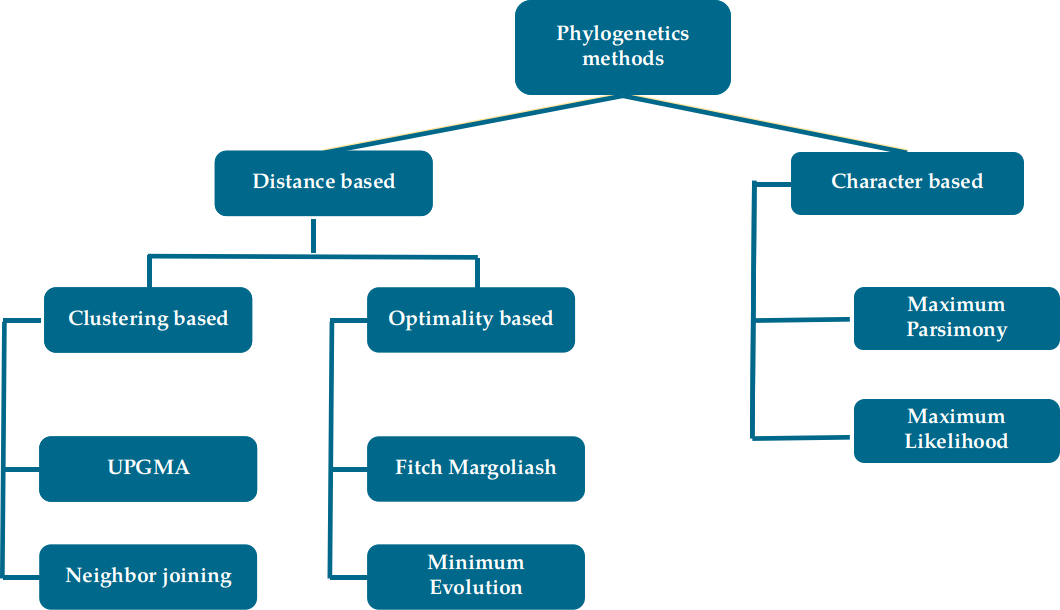 Phylogenetics
methods
Distance based
Character based
Clustering based
Optimality based
Maximum
Parsimony
Maximum
Likelihood
UPGMA
Fitch Margoliash
Neighbor joining
Minimum
Evolution